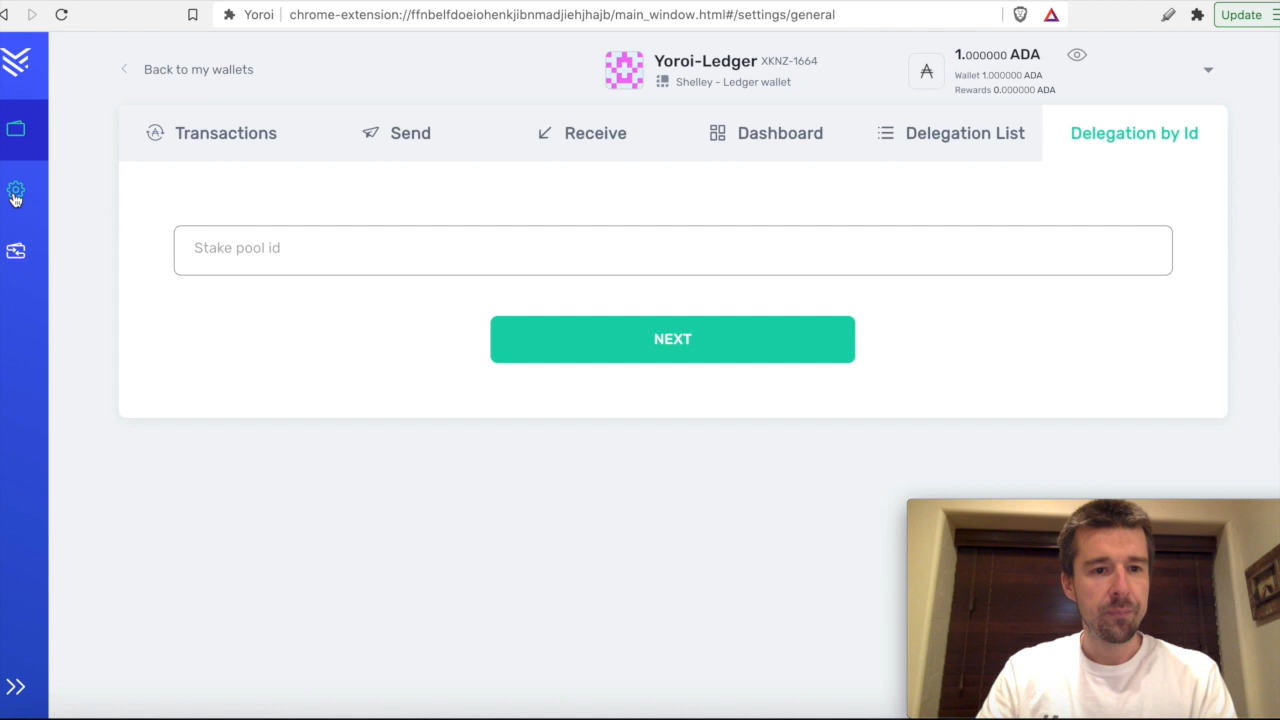 Yoroi
chrome-extension://ffnbelfdoeiohenkjibnmadjiehjhajb/main_window.html#/settings/general
Update
Back to my wallets
Yoroi-Ledger XKNZ-1664
Shelley - Ledger wallet
1.000000 ADA
Wallet 1.000000 ADA
Rewards 0.000000 ADA
Transactions
Send
Receive
Dashboard
Delegation List
Delegation by Id
Stake pool id
NEXT